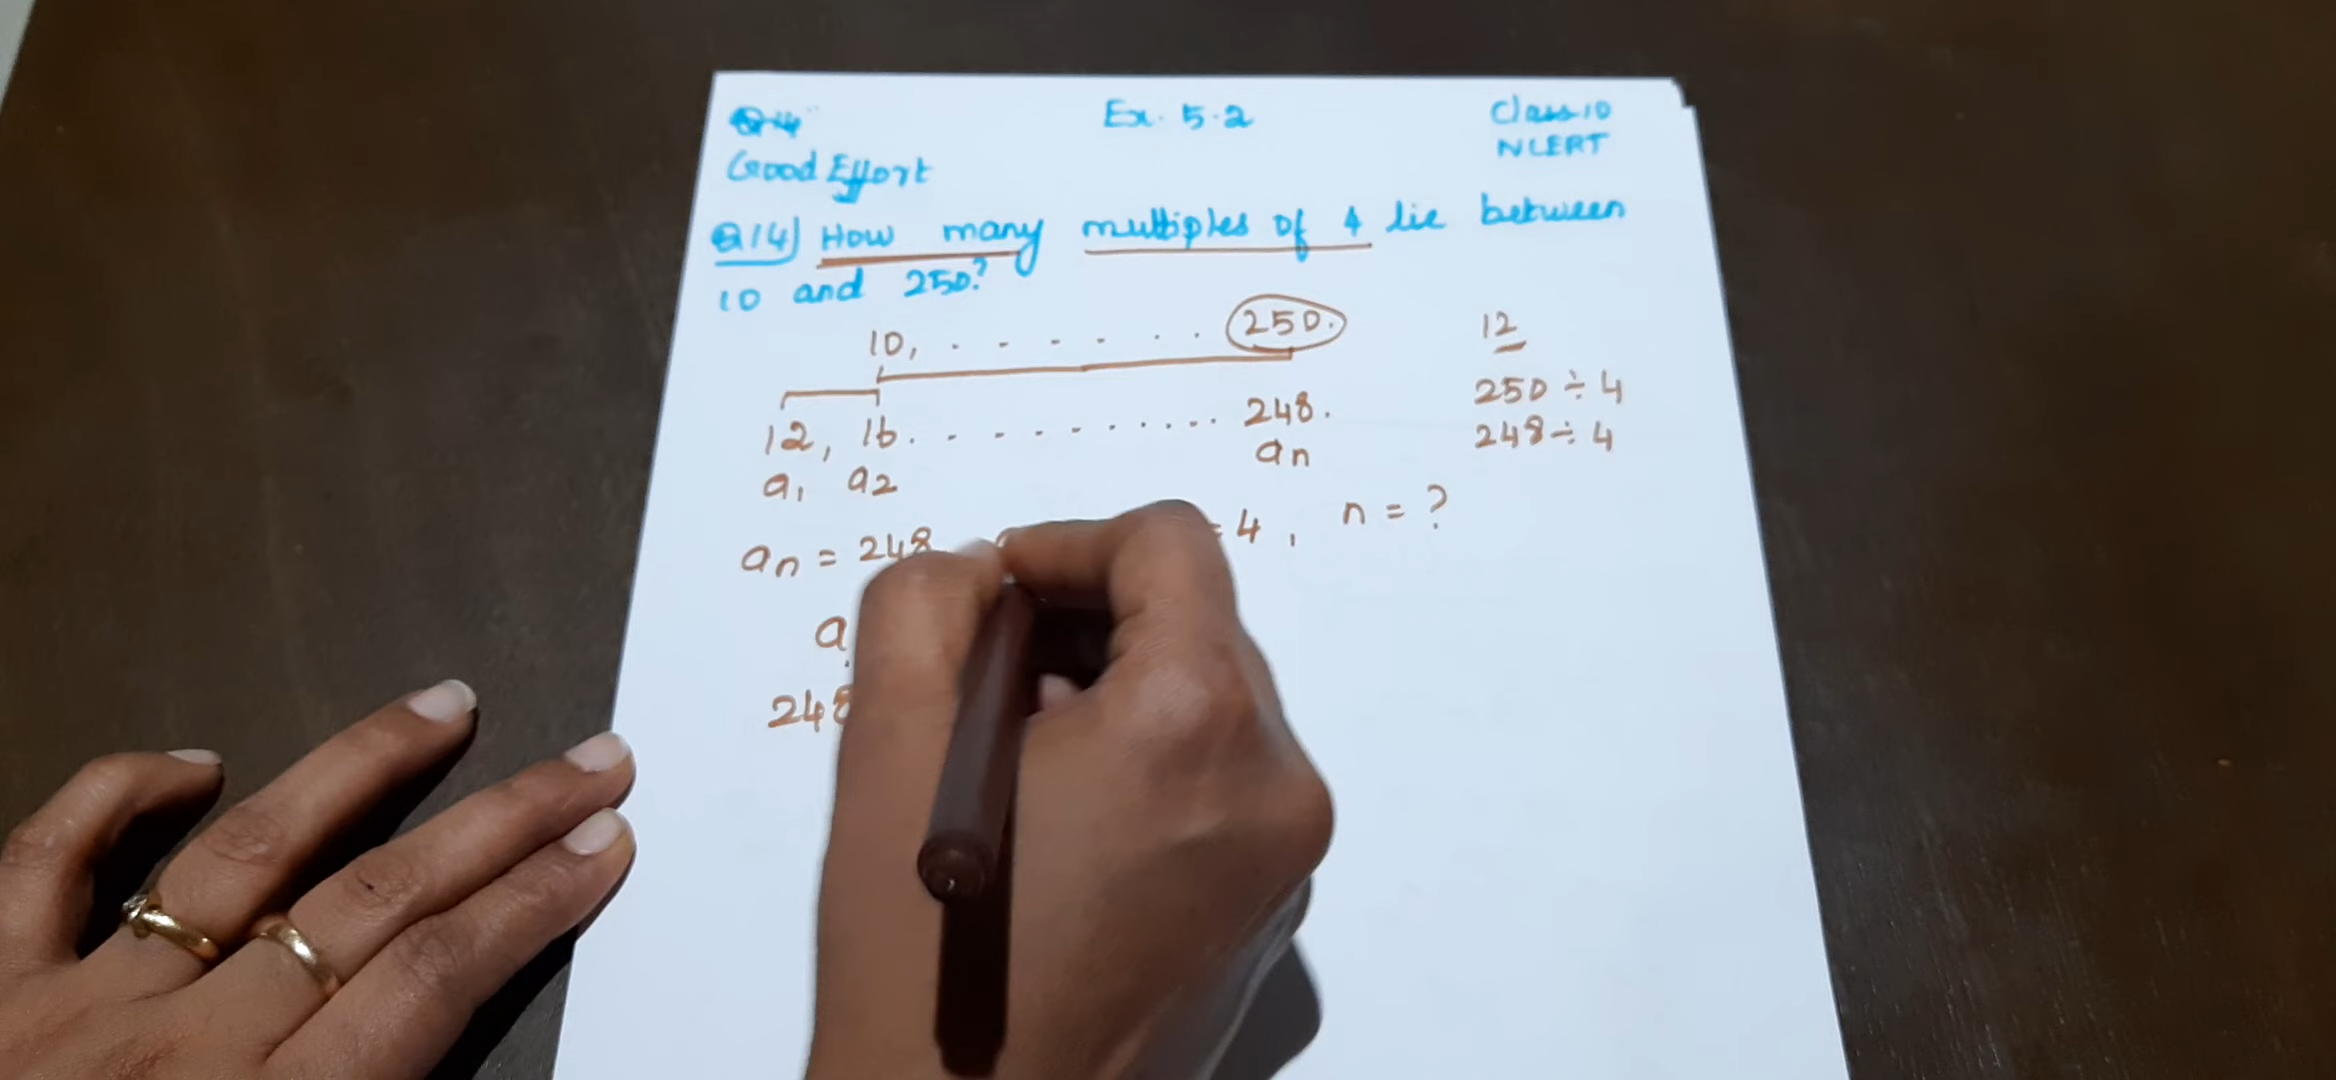 Ex. 5.2
Class 10
NCERT
Good Effort
Q14) How many multiples of 4 lie between
10 and 250?
10, . . . . . . 250.
12
250 ÷ 4
12, 16. . . . . . . . . . 248.
248 ÷ 4
a1 a2 an
an = 248 = 4, n = ?
a
248